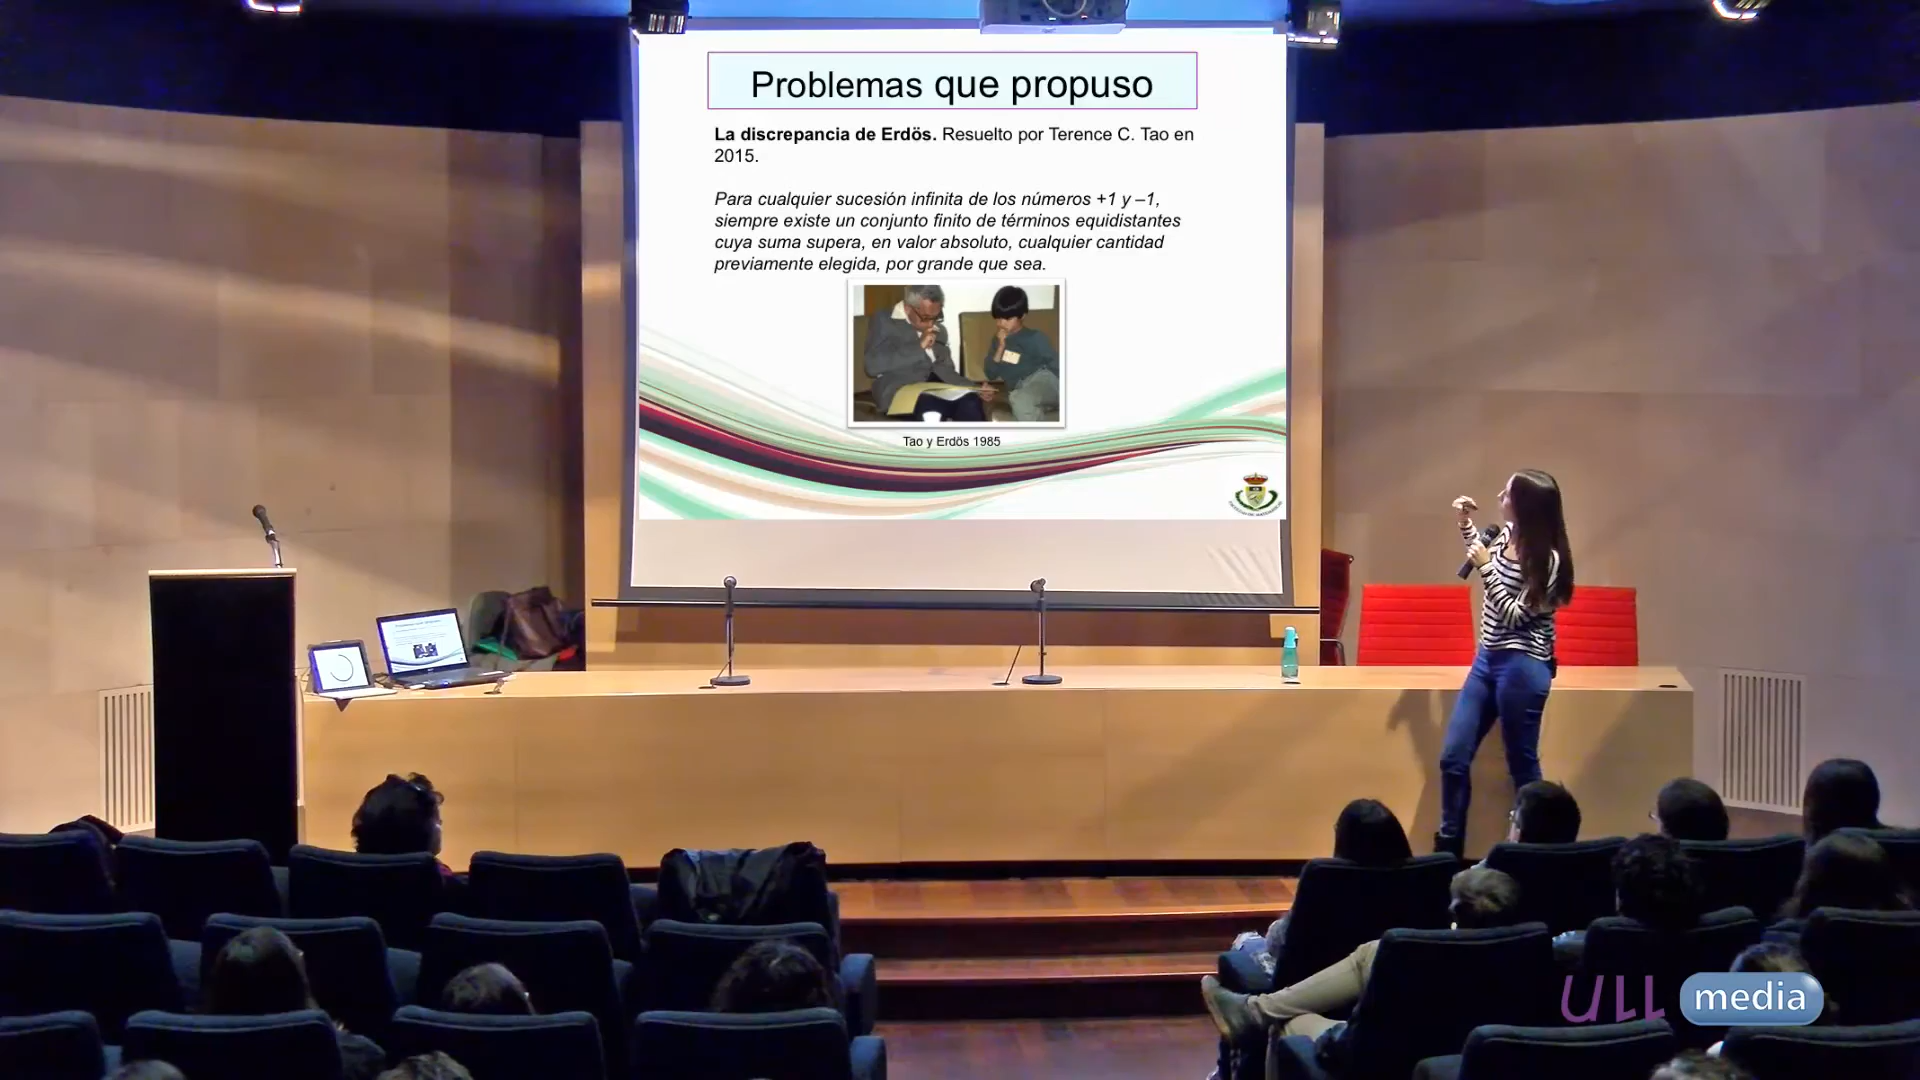 Problemas que propuso
La discrepancia de Erdös. Resuelto por Terence C. Tao en
2015.
Para cualquier sucesión infinita de los números +1 y –1,
siempre existe un conjunto finito de términos equidistantes
cuya suma supera, en valor absoluto, cualquier cantidad
previamente elegida, por grande que sea.
Tao y Erdös 1985
ULL media